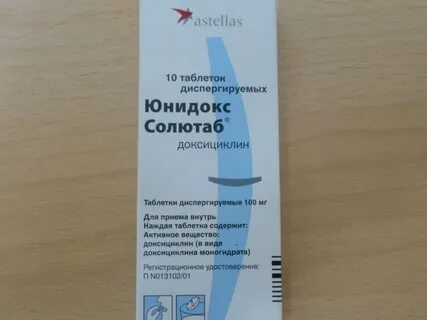 astellas
10 таблеток
диспергируемых
Юнидокс
Солютаб®
доксициклин
Таблетки диспергируемые 100 мг
Для приема внутрь
Каждая таблетка содержит:
Активное вещество:
доксициклин (в виде
доксициклина моногидрата)
Регистрационное удостоверение:
П N013102/01